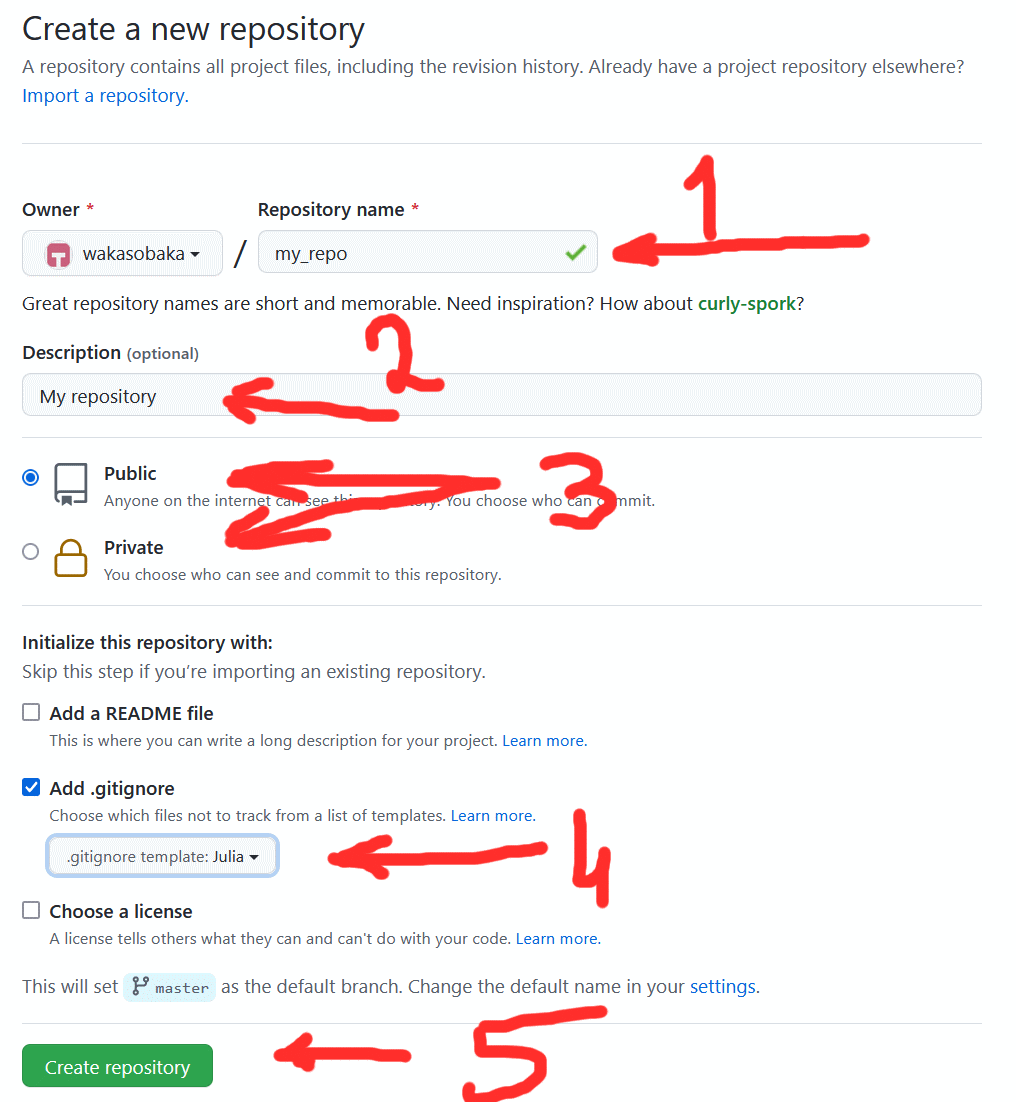 Create a new repository
A repository contains all project files, including the revision history. Already have a project repository elsewhere?
Import a repository.
1
Owner * Repository name *
wakasobaka / my_repo
Great repository names are short and memorable. Need inspiration? How about curly-spork?
2
Description (optional)
My repository
3
Public
Anyone on the internet can see this repository. You choose who can commit.
Private
You choose who can see and commit to this repository.
Initialize this repository with:
Skip this step if you’re importing an existing repository.
Add a README file
This is where you can write a long description for your project. Learn more.
Add .gitignore
Choose which files not to track from a list of templates. Learn more.
4
.gitignore template: Julia
Choose a license
A license tells others what they can and can't do with your code. Learn more.
This will set master as the default branch. Change the default name in your settings.
5
Create repository